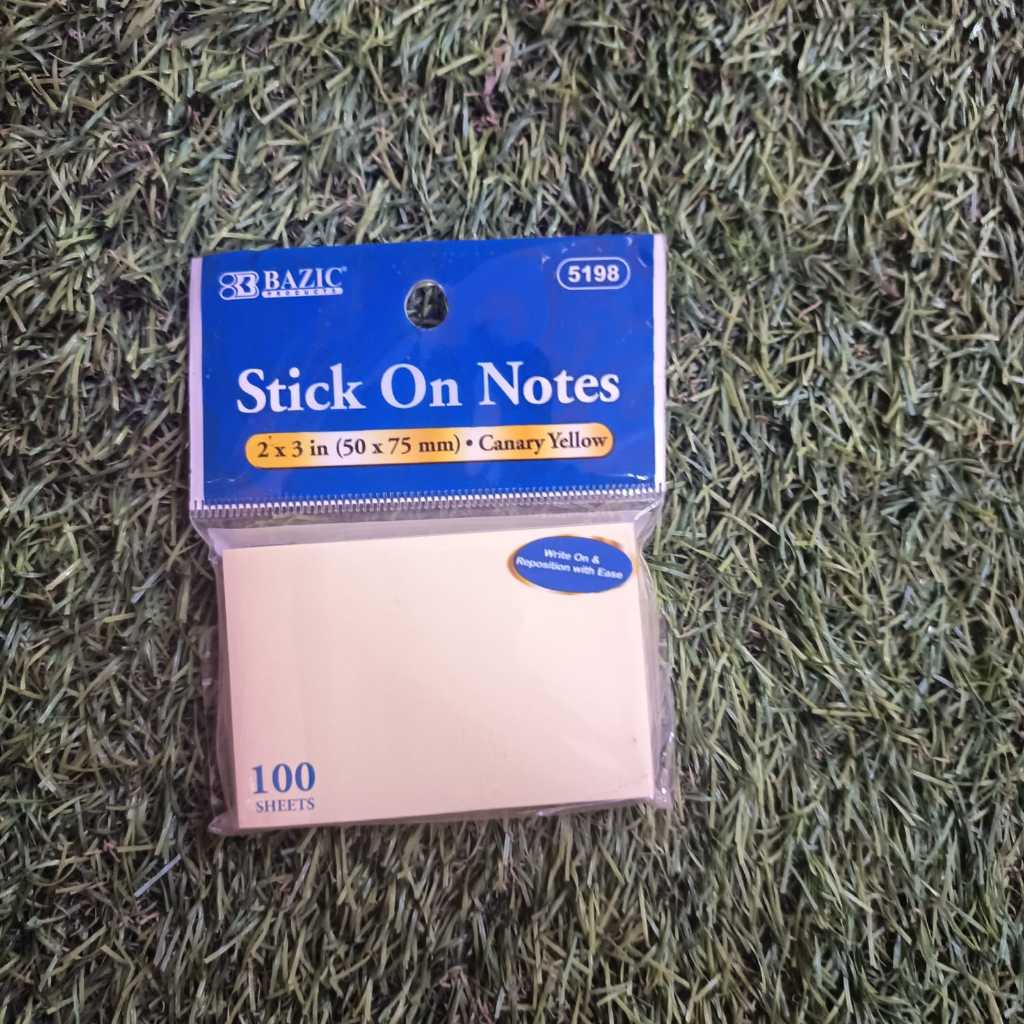 BAZIC
PRODUCTS
5198
Stick On Notes
2 x 3 in (50 x 75 mm) • Canary Yellow
Write On &
Reposition with Ease
100
SHEETS